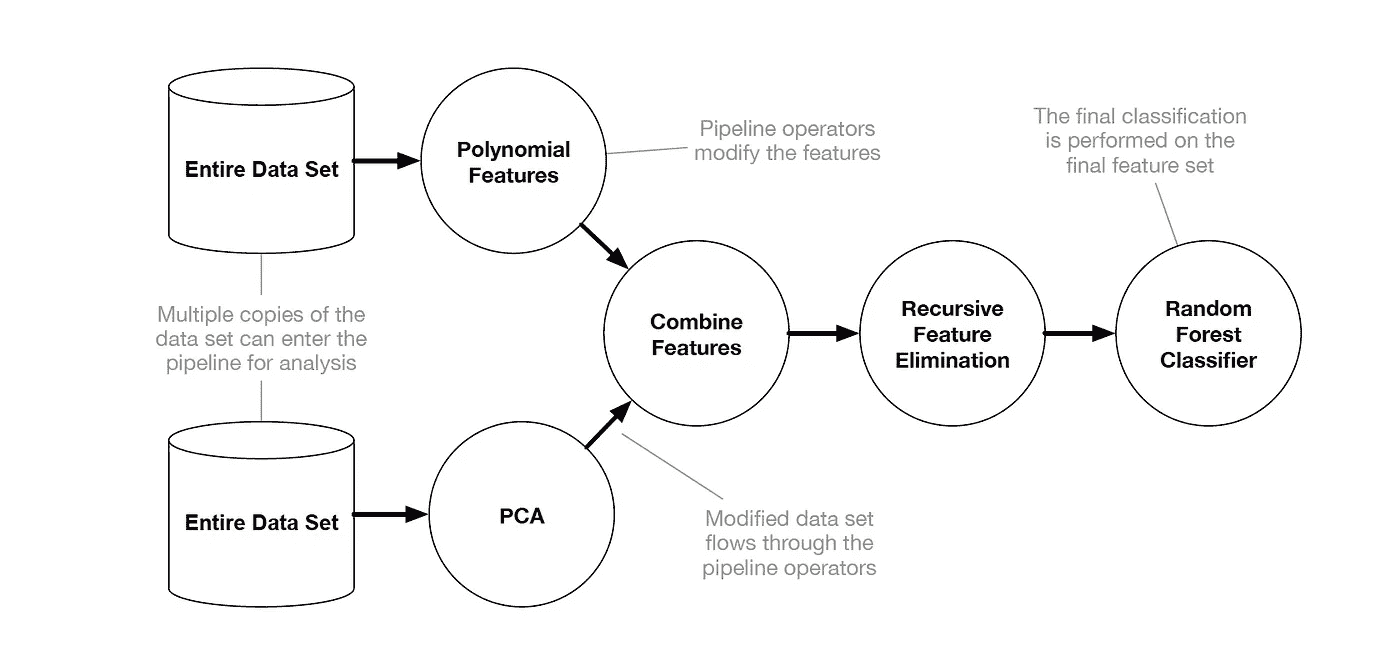 Entire Data Set
Polynomial
Features
Pipeline operators
modify the features
The final classification
is performed on the
final feature set
Multiple copies of the
data set can enter the
pipeline for analysis
Combine
Features
Recursive
Feature
Elimination
Random
Forest
Classifier
Entire Data Set
PCA
Modified data set
flows through the
pipeline operators